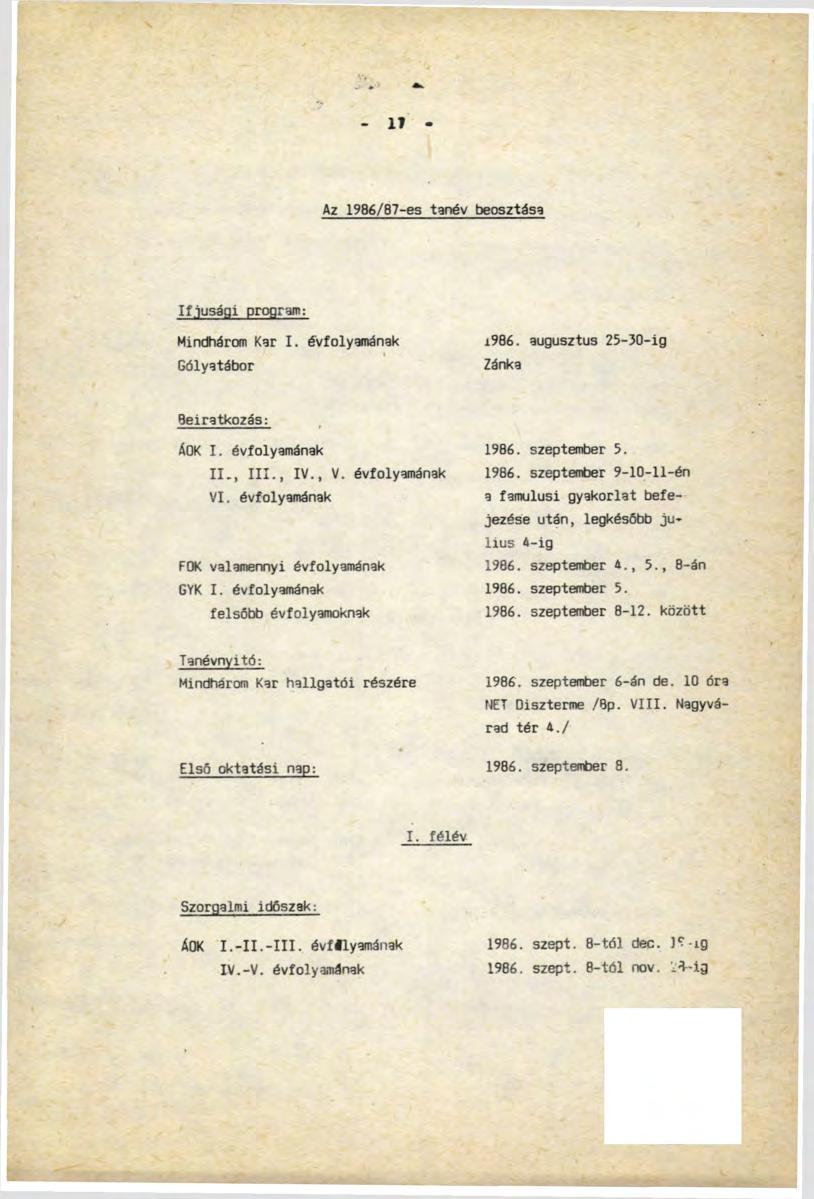 - 17 -
Az 1986/87-es tanév beosztása
Ifjusági program:
Mindhárom Kar I. évfolyamának 1986. augusztus 25-30-ig
Gólyatábor Zánka
Beiratkozás:
ÁOK I. évfolyamának 1986. szeptember 5.
II., III., IV., V. évfolyamának 1986. szeptember 9-10-11-én
VI. évfolyamának a famulusi gyakorlat befe-
jezése után, legkésőbb ju-
lius 4-ig
FOK valamennyi évfolyamának 1986. szeptember 4., 5., 8-án
GYK I. évfolyamának 1986. szeptember 5.
felsőbb évfolyamoknak 1986. szeptember 8-12. között
Tanévnyitó:
Mindhárom Kar hallgatói részére 1986. szeptember 6-án de. 10 óra
NET Diszterme /Bp. VIII. Nagyvá-
rad tér 4./
Első oktatási nap: 1986. szeptember 8.
I. félév
Szorgalmi időszak:
ÁOK I.-II.-III. évfolyamának 1986. szept. 8-tól dec.
IV.-V. évfolyamának 1986. szept. 8-tól nov.